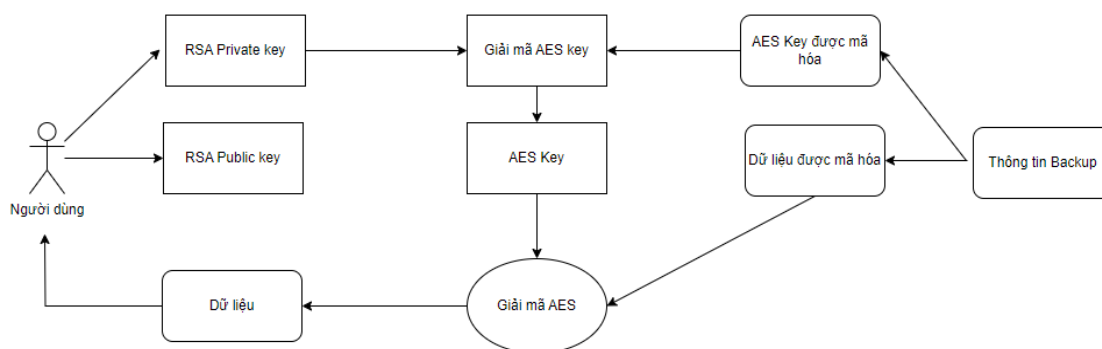 RSA Private key
Giải mã AES key
AES Key được mã
hóa
RSA Public key
AES Key
Dữ liệu được mã hóa
Thông tin Backup
Người dùng
Dữ liệu
Giải mã AES